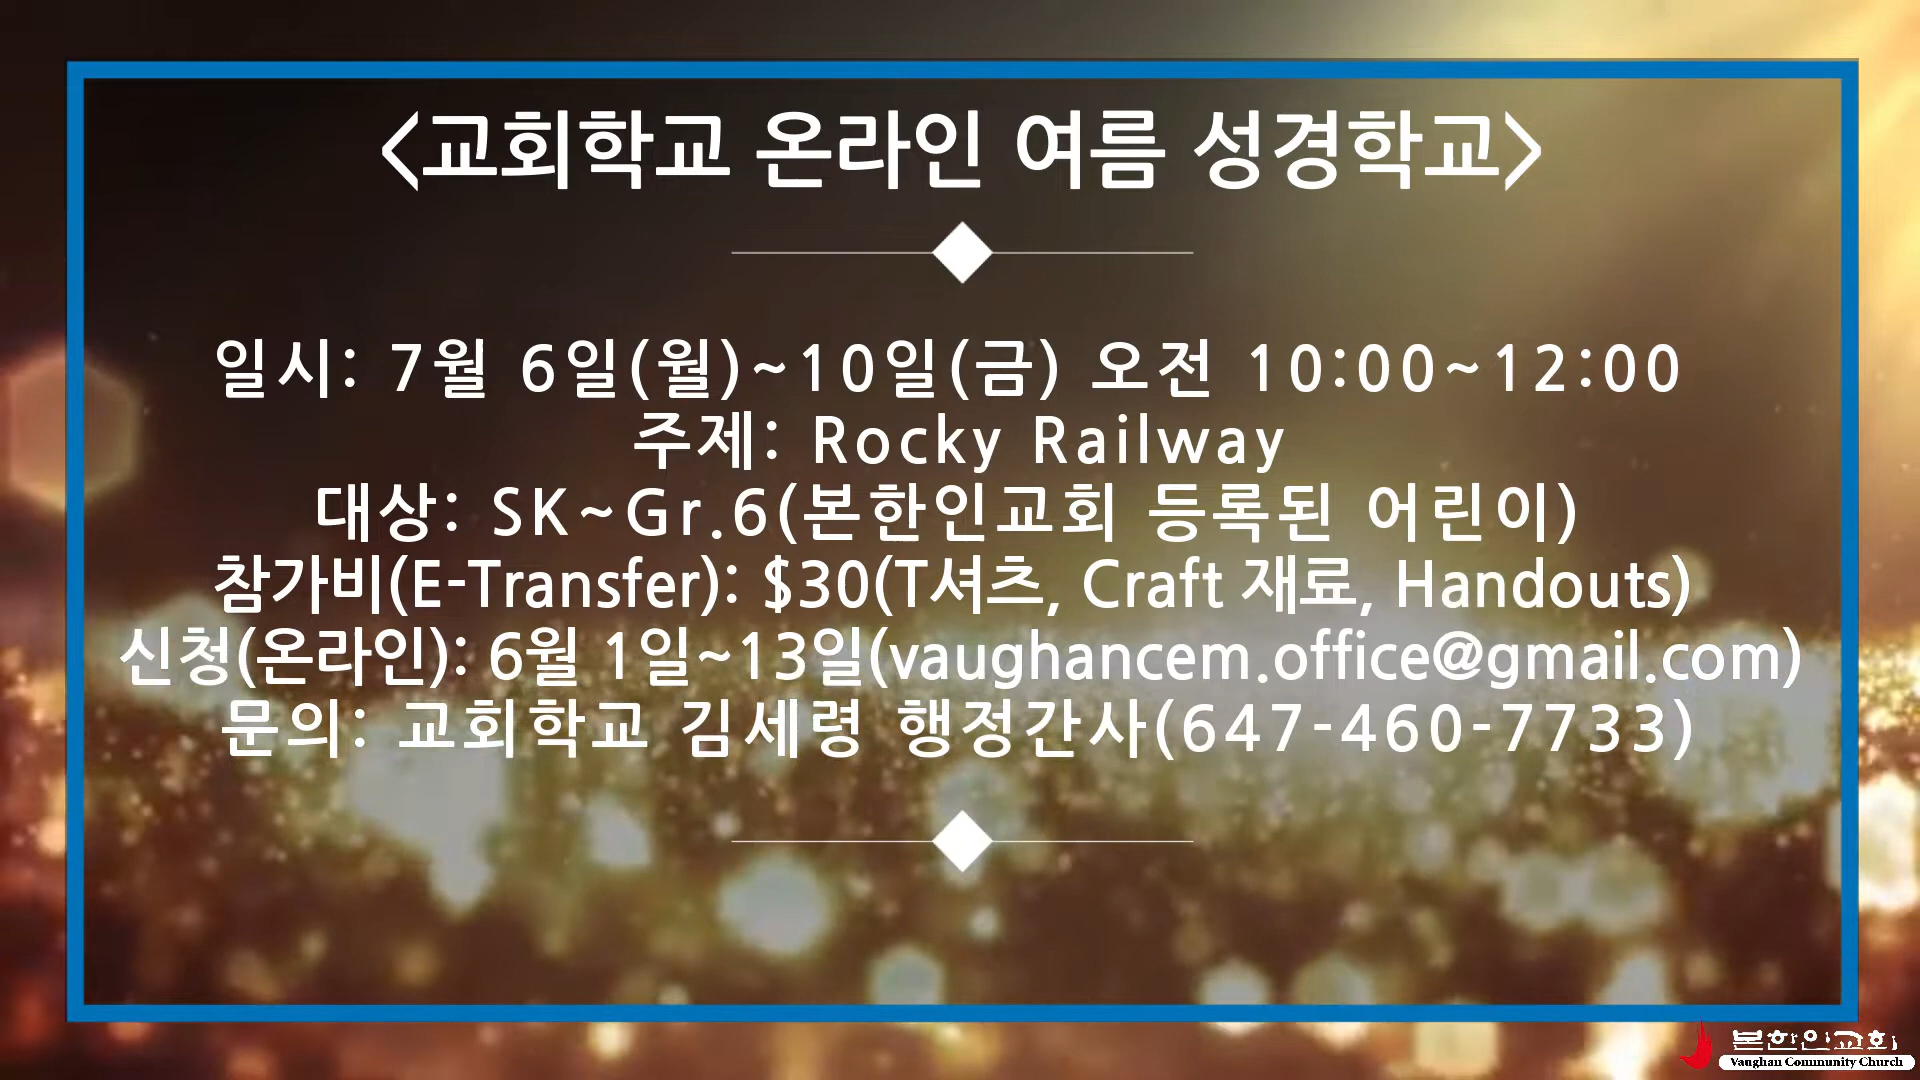 <교회학교 온라인 여름 성경학교>
일시: 7월 6일(월)~10일(금) 오전 10:00~12:00
주제: Rocky Railway
대상: SK~Gr.6(본한인교회 등록된 어린이)
참가비(E-Transfer): $30(T셔츠, Craft 재료, Handouts)
신청(온라인): 6월 1일~13일(vaughancem.office@gmail.com)
문의: 교회학교 김세령 행정간사(647-460-7733)
본한인교회
Vaughan Community Church